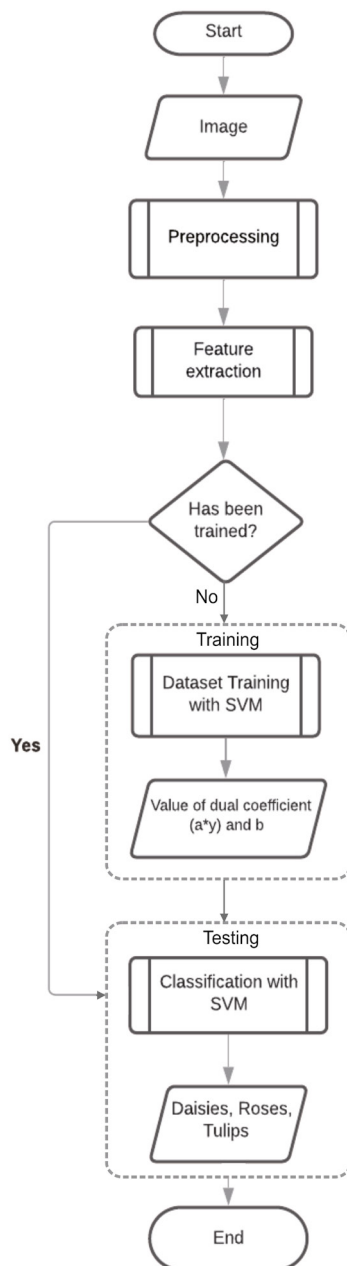 Start
Image
Preprocessing
Feature
extraction
Has been
trained?
No
Training
Dataset Training
with SVM
Yes
Value of dual coefficient
(a*y) and b
Testing
Classification with
SVM
Daisies, Roses,
Tulips
End